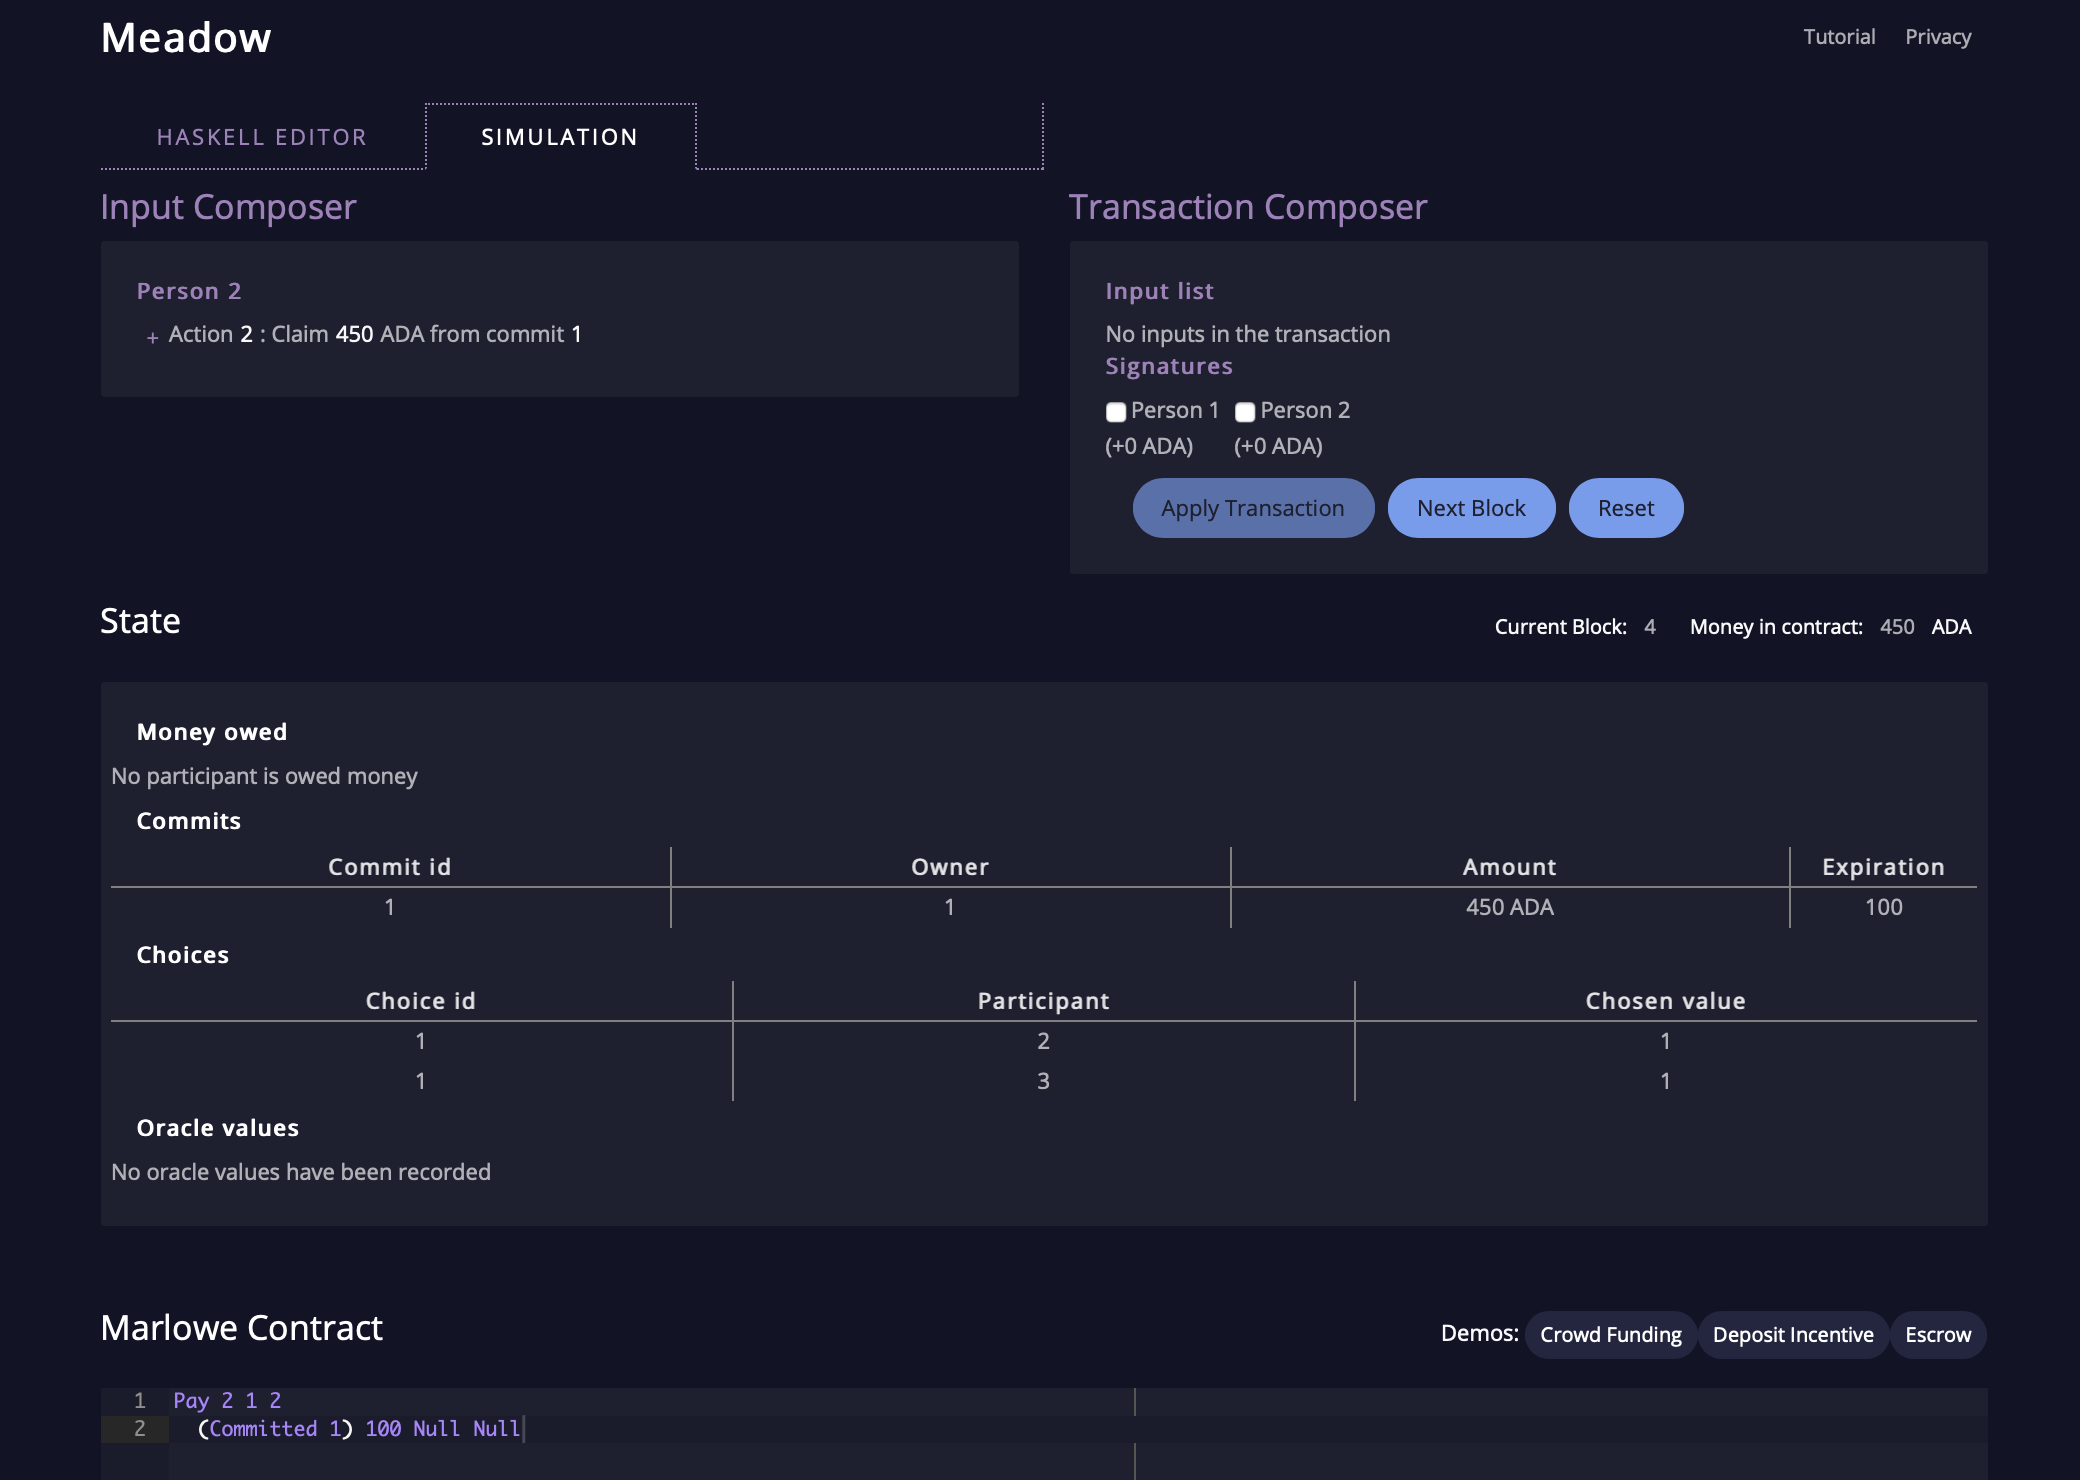 Meadow
Tutorial Privacy
HASKELL EDITOR SIMULATION
Input Composer
Person 2
+ Action 2 : Claim 450 ADA from commit 1
Transaction Composer
Input list
No inputs in the transaction
Signatures
Person 1 Person 2
(+0 ADA) (+0 ADA)
Apply Transaction Next Block Reset
State
Current Block: 4 Money in contract: 450 ADA
Money owed
No participant is owed money
Commits
Commit id Owner Amount Expiration
1 1 450 ADA 100
Choices
Choice id Participant Chosen value
1 2 1
1 3 1
Oracle values
No oracle values have been recorded
Marlowe Contract
Demos: Crowd Funding Deposit Incentive Escrow
1 Pay 2 1 2
2 (Committed 1) 100 Null Null